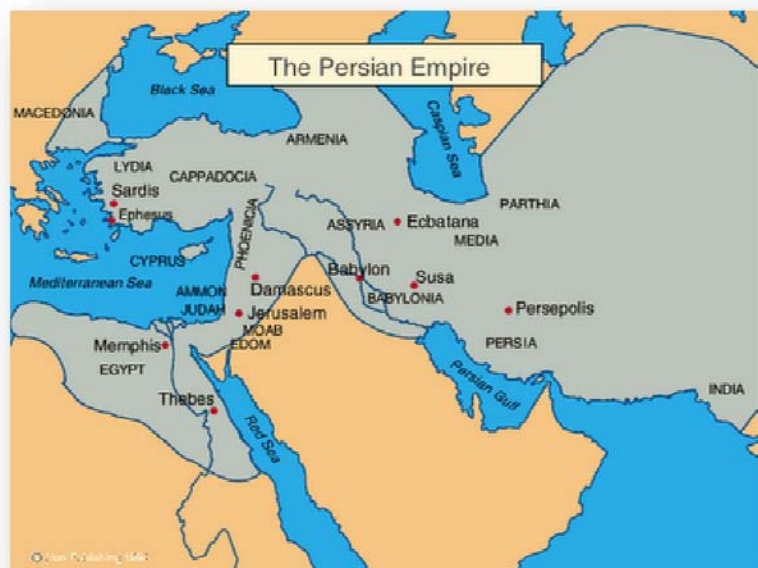 The Persian Empire
Black Sea
Caspian Sea
MACEDONIA
ARMENIA
LYDIA
CAPPADOCIA
Sardis
Ephesus
PARTHIA
ASSYRIA
Ecbatana
MEDIA
PHOENICIA
CYPRUS
Mediterranean Sea
Babylon
Susa
AMMON
Damascus
BABYLONIA
JUDAH
Jerusalem
Persepolis
MOAB
EDOM
Memphis
PERSIA
EGYPT
Persian Gulf
INDIA
Thebes
Red Sea